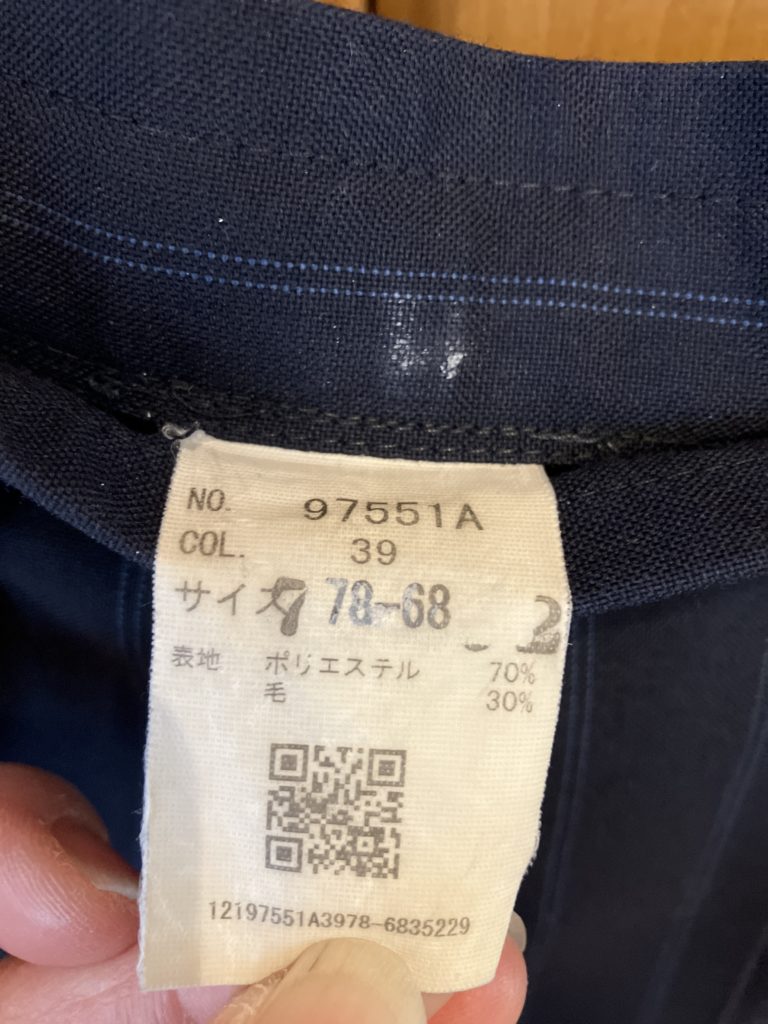 NO. 97551A
COL. 39
サイズ 78-68
表地 ポリエステル 70%
毛 30%
12197551A3978-6835229